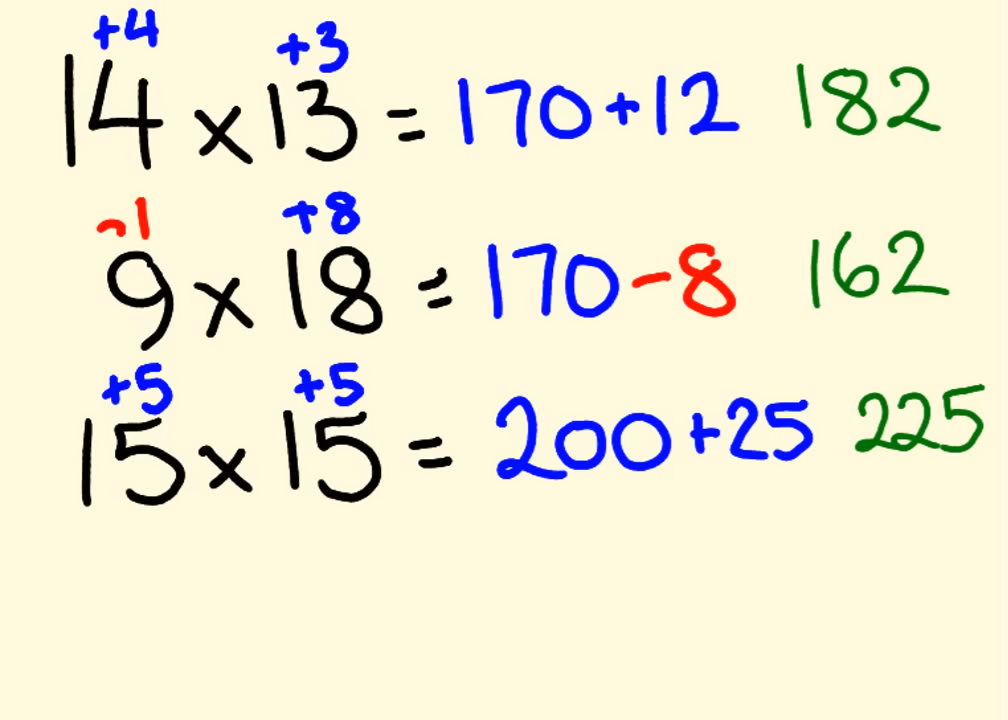 +4 +3
14 x 13 = 170+12 182
-1 +8
9 x 18 = 170-8 162
+5 +5
15 x 15 = 200+25 225